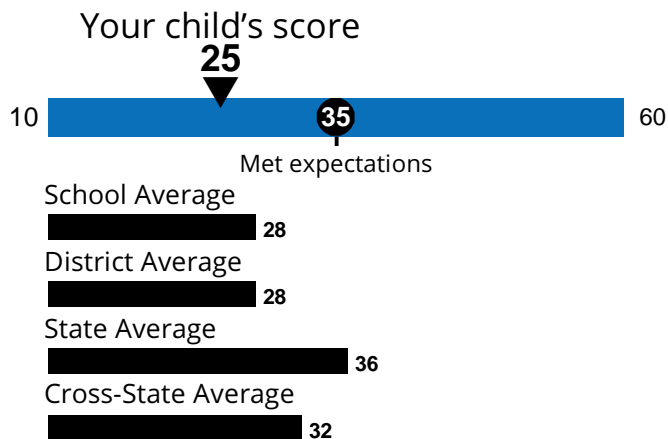 Your child’s score
25
10
35
60
Met expectations
School Average
28
District Average
28
State Average
36
Cross-State Average
32